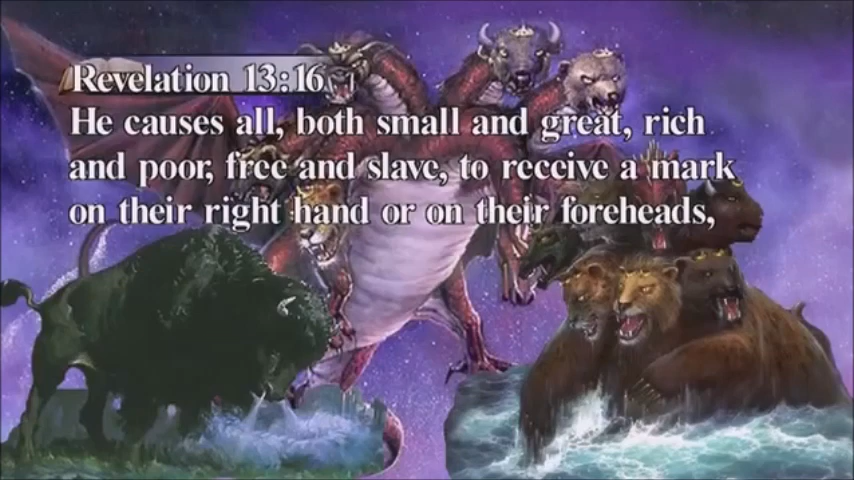 Revelation 13:16
He causes all, both small and great, rich
and poor, free and slave, to receive a mark
on their right hand or on their foreheads,